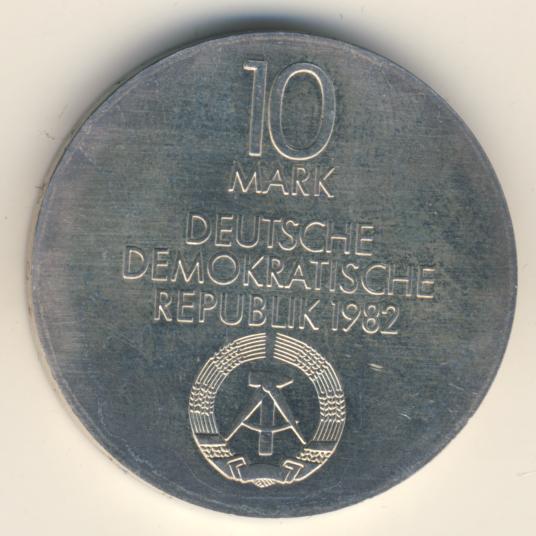 10
MARK
DEUTSCHE
DEMOKRATISCHE
REPUBLIK 1982